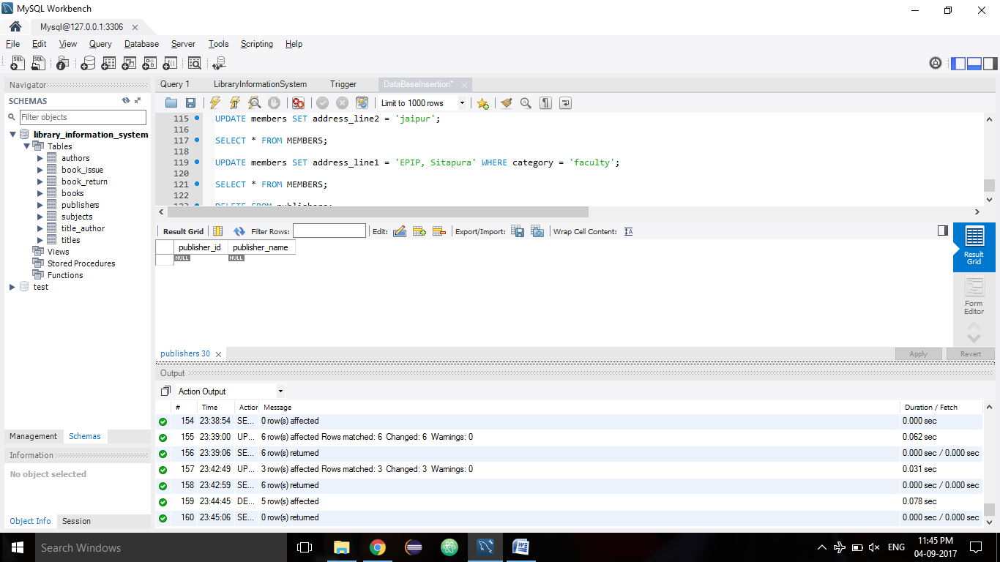 MySQL Workbench
Mysql@127.0.0.1:3306
File Edit View Query Database Server Tools Scripting Help
Navigator
SCHEMAS
Filter objects
library_information_system
Tables
authors
book_issue
book_return
books
publishers
subjects
title_author
titles
Views
Stored Procedures
Functions
test
Management Schemas
Information
No object selected
Object Info Session
Query 1 LibraryInformationSystem Trigger DataBaseInsertion*
Limit to 1000 rows
115 UPDATE members SET address_line2 = 'jaipur';
116
117 SELECT * FROM MEMBERS;
118
119 UPDATE members SET address_line1 = 'EPIP, Sitapura' WHERE category = 'faculty';
120
121 SELECT * FROM MEMBERS;
122
123 DELETE FROM publishers;
Result Grid Filter Rows: Edit: Export/Import: Wrap Cell Content:
publisher_id publisher_name
NULL NULL
Result Grid
Form Editor
publishers 30
Apply Revert
Output
Action Output
# Time Action Message Duration / Fetch
154 23:38:54 SE... 0 row(s) affected 0.000 sec
155 23:39:00 UP... 6 row(s) affected Rows matched: 6 Changed: 6 Warnings: 0 0.062 sec
156 23:39:06 SE... 6 row(s) returned 0.000 sec / 0.000 sec
157 23:42:49 UP... 3 row(s) affected Rows matched: 3 Changed: 3 Warnings: 0 0.031 sec
158 23:42:59 SE... 6 row(s) returned 0.000 sec / 0.000 sec
159 23:44:45 DE... 5 row(s) affected 0.078 sec
160 23:45:06 SE... 0 row(s) returned 0.000 sec / 0.000 sec
Search Windows
ENG
11:45 PM
04-09-2017